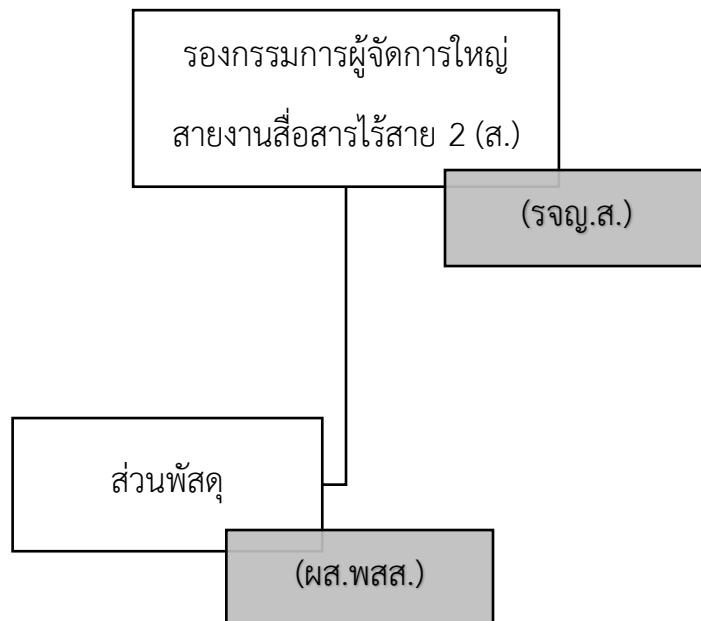 รองกรรมการผู้จัดการใหญ่
สายงานสื่อสารไร้สาย 2 (ส.)
(รจญ.ส.)
ส่วนพัสดุ
(ผส.พสส.)